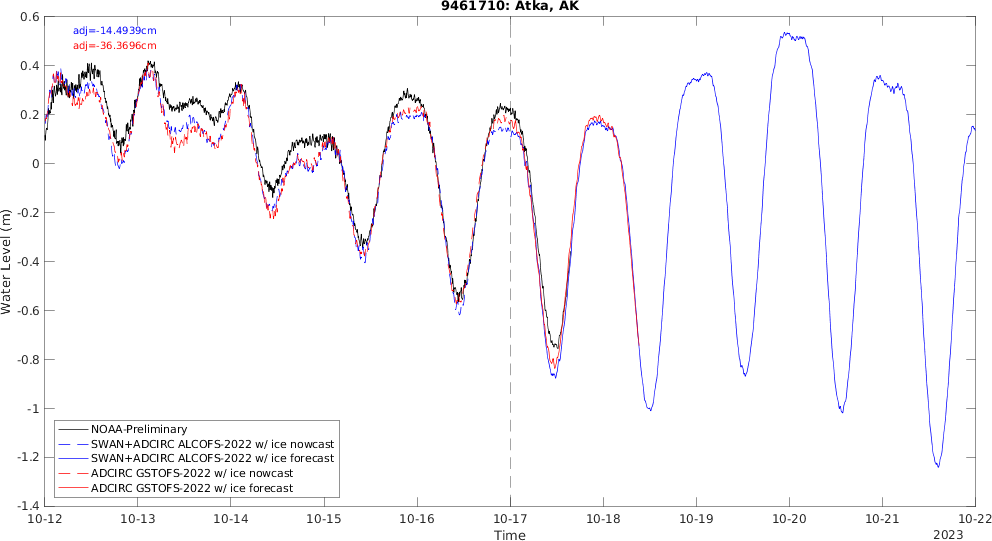 9461710: Atka, AK
adj=-14.4939cm
adj=-36.3696cm
0.6
0.4
0.2
0
-0.2
-0.4
-0.6
-0.8
-1
-1.2
-1.4
Water Level (m)
NOAA-Preliminary
SWAN+ADCIRC ALCOFS-2022 w/ ice nowcast
SWAN+ADCIRC ALCOFS-2022 w/ ice forecast
ADCIRC GSTOFS-2022 w/ ice nowcast
ADCIRC GSTOFS-2022 w/ ice forecast
10-12 10-13 10-14 10-15 10-16 10-17 10-18 10-19 10-20 10-21 10-22
Time
2023